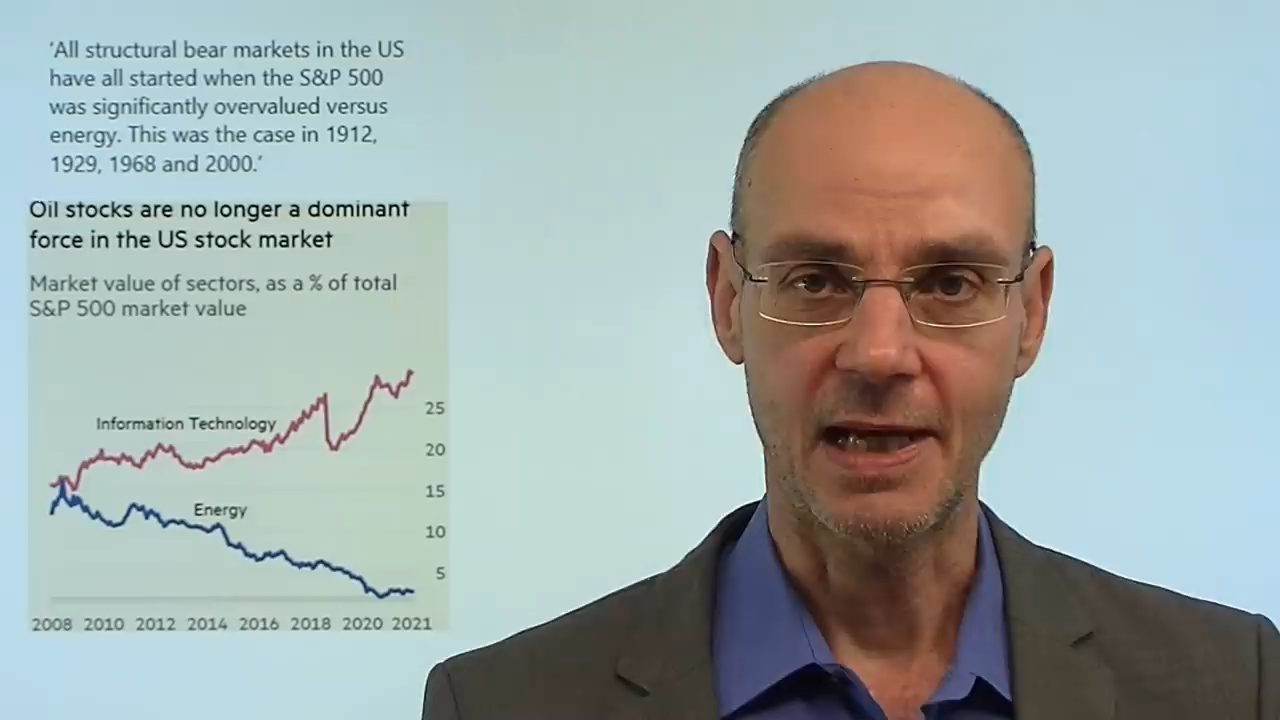 'All structural bear markets in the US
have all started when the S&P 500
was significantly overvalued versus
energy. This was the case in 1912,
1929, 1968 and 2000.'
Oil stocks are no longer a dominant
force in the US stock market
Market value of sectors, as a % of total
S&P 500 market value
Information Technology
25
20
15
Energy
10
5
2008 2010 2012 2014 2016 2018 2020 2021